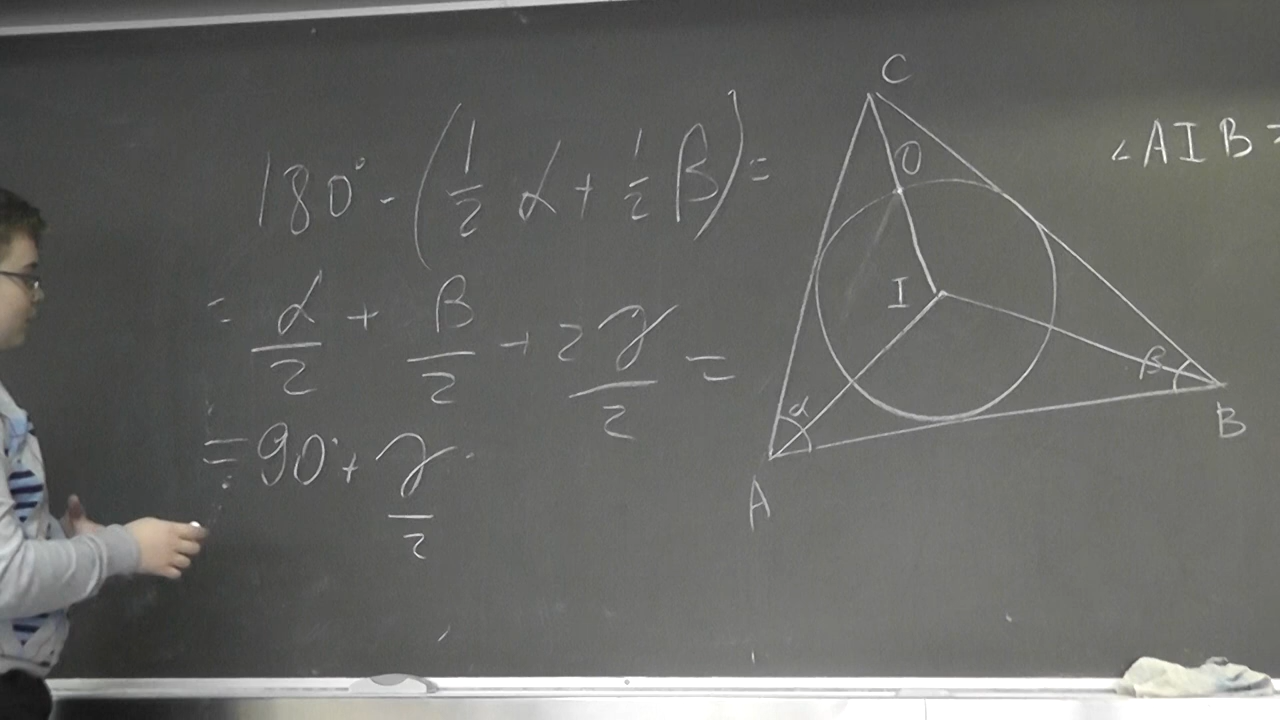 180° - (1/2 α + 1/2 β) =
= α/2 + β/2 + 2γ/2 =
= 90° + γ/2
C
O
I
α
β
A
B
∠AIB =